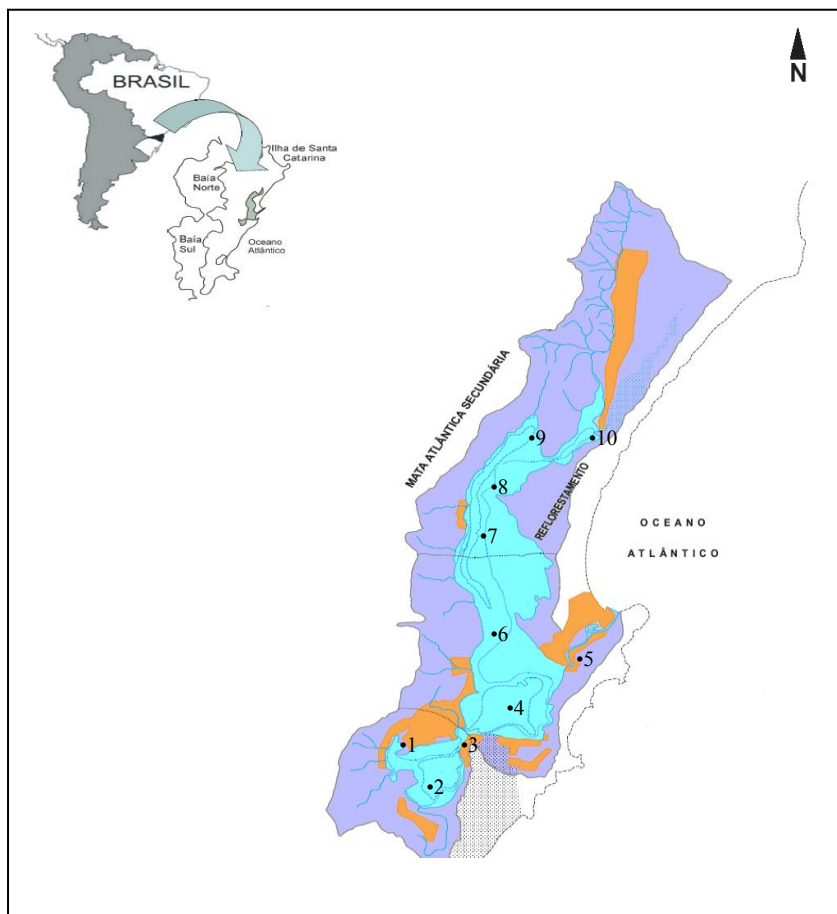 BRASIL
N
Ilha de Santa
Catarina
Baía
Norte
Baía
Sul
Oceano
Atlântico
MATA ATLÂNTICA SECUNDÁRIA
9
10
8
REFLORESTAMENTO
7
OCEANO
ATLÂNTICO
6
5
4
1
3
2